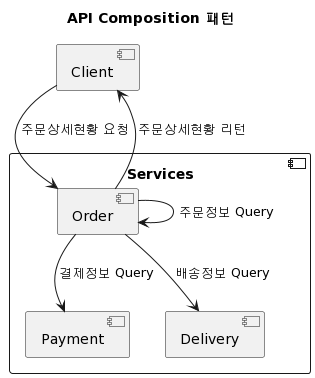 API Composition 패턴
Client
주문상세현황 요청
주문상세현황 리턴
Services
Order
주문정보 Query
결제정보 Query
배송정보 Query
Payment
Delivery